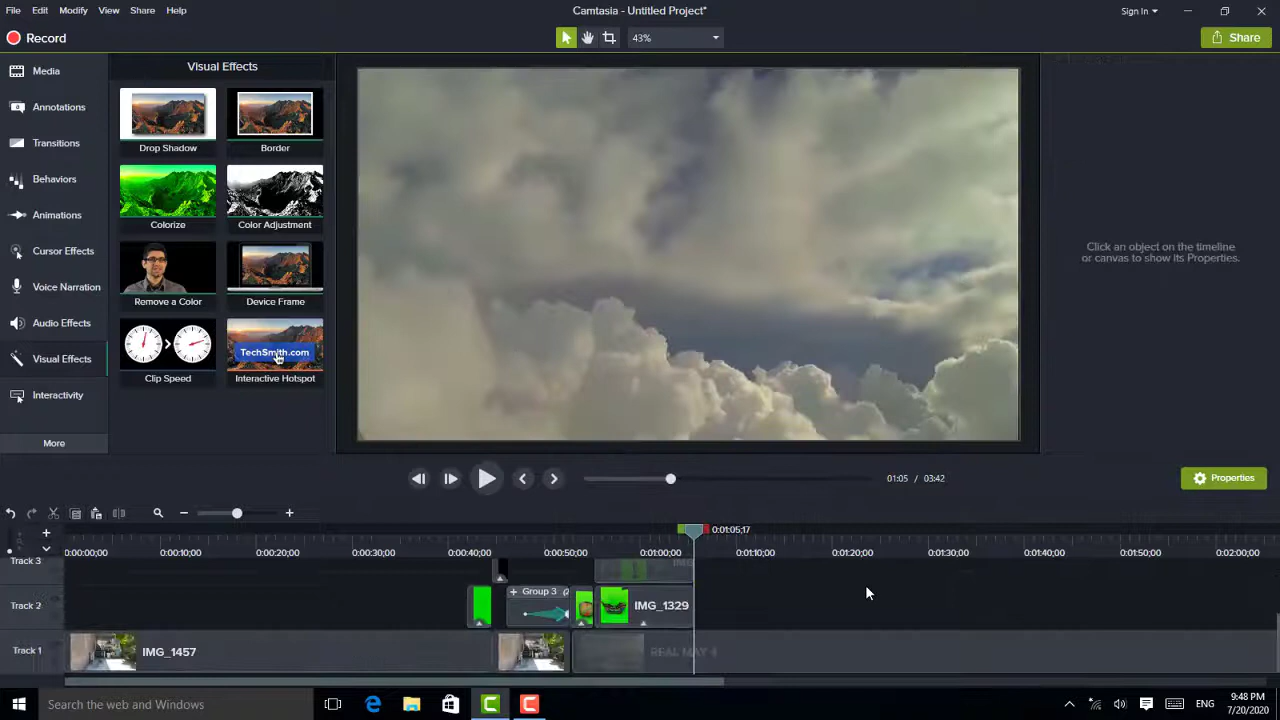 File Edit Modify View Share Help
Camtasia - Untitled Project*
Sign In
Record
43%
Share
Media
Annotations
Transitions
Behaviors
Animations
Cursor Effects
Voice Narration
Audio Effects
Visual Effects
Interactivity
More
Visual Effects
Drop Shadow
Border
Colorize
Color Adjustment
Remove a Color
Device Frame
TechSmith.com
Clip Speed
Interactive Hotspot
Click an object on the timeline
or canvas to show its Properties.
01:05 / 03:42
Properties
0:01:05;17
0:00:00;00 0:00:10;00 0:00:20;00 0:00:30;00 0:00:40;00 0:00:50;00 0:01:00;00 0:01:10;00 0:01:20;00 0:01:30;00 0:01:40;00 0:01:50;00 0:02:00;00
Track 3
IMG
Track 2
+ Group 3
IMG_1329
Track 1
IMG_1457
REAL MAY 4
Search the web and Windows
ENG
9:48 PM
7/20/2020